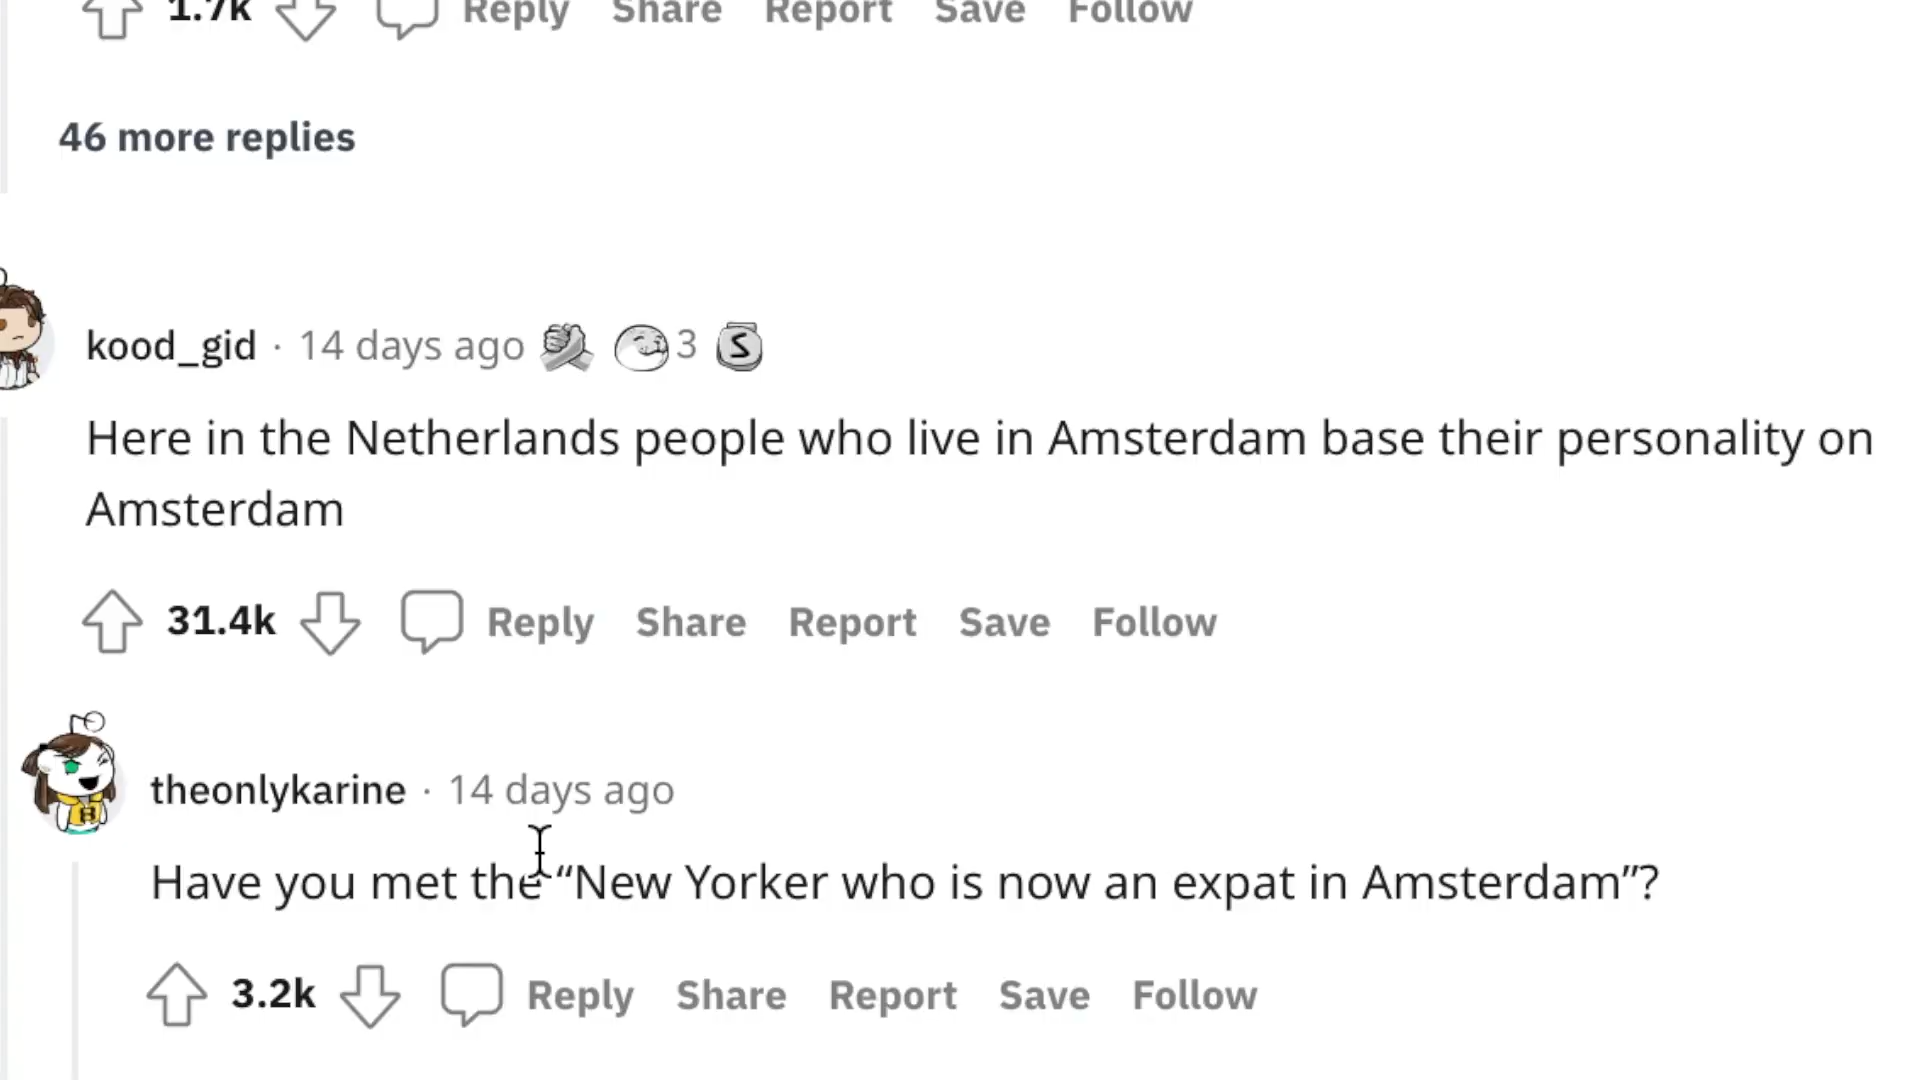 1.7k Reply Share Report Save Follow
46 more replies
kood_gid · 14 days ago 3 S
Here in the Netherlands people who live in Amsterdam base their personality on
Amsterdam
31.4k Reply Share Report Save Follow
theonlykarine · 14 days ago
Have you met the “New Yorker who is now an expat in Amsterdam”?
3.2k Reply Share Report Save Follow